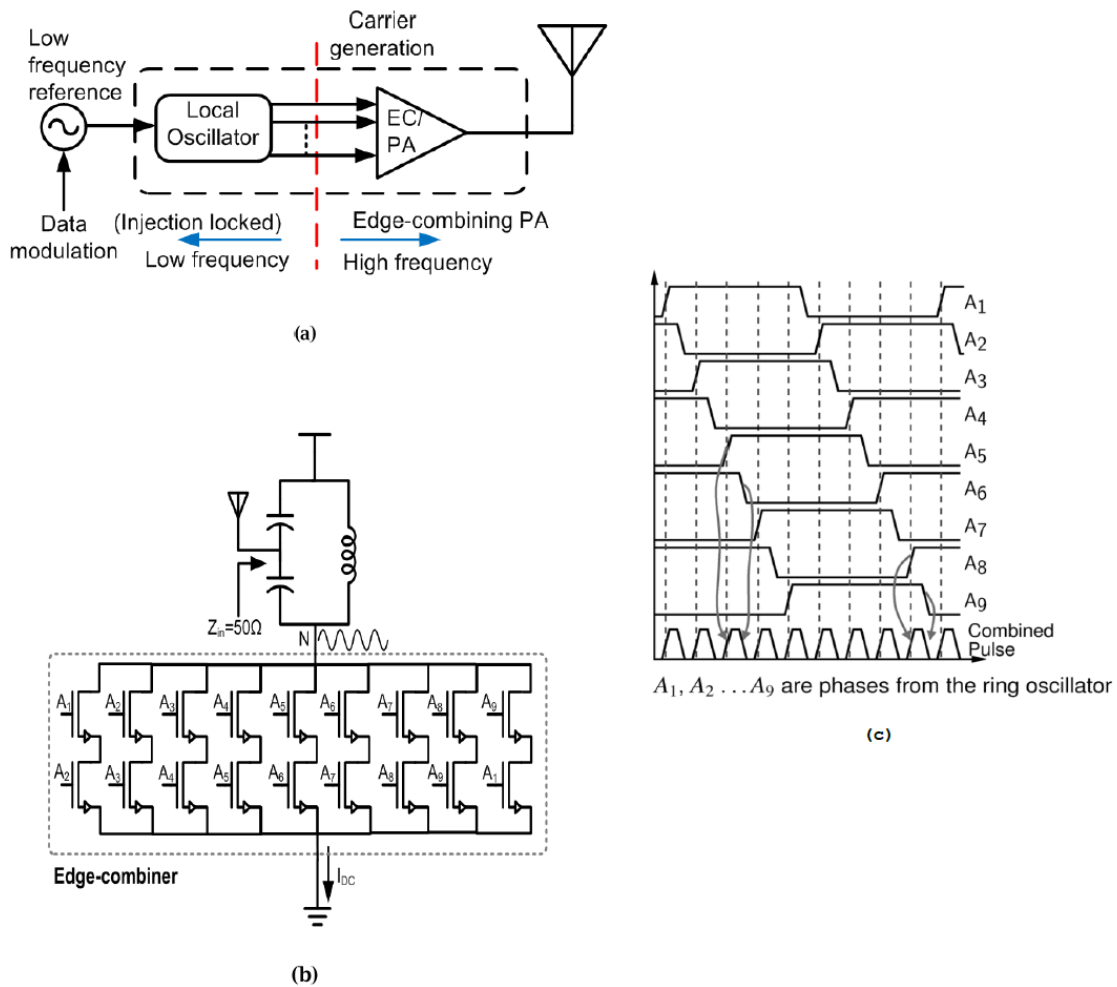 Low
frequency
reference
Carrier
generation
Local
Oscillator
EC/
PA
Data
modulation
(Injection locked)
Low frequency
Edge-combining PA
High frequency
(a)
Zin=50Ω
N
A1 A2 A3 A4 A5 A6 A7 A8 A9
A2 A3 A4 A5 A6 A7 A8 A9 A1
Edge-combiner
IDC
(b)
A1
A2
A3
A4
A5
A6
A7
A8
A9
Combined
Pulse
A1, A2 ...A9 are phases from the ring oscillator
(c)